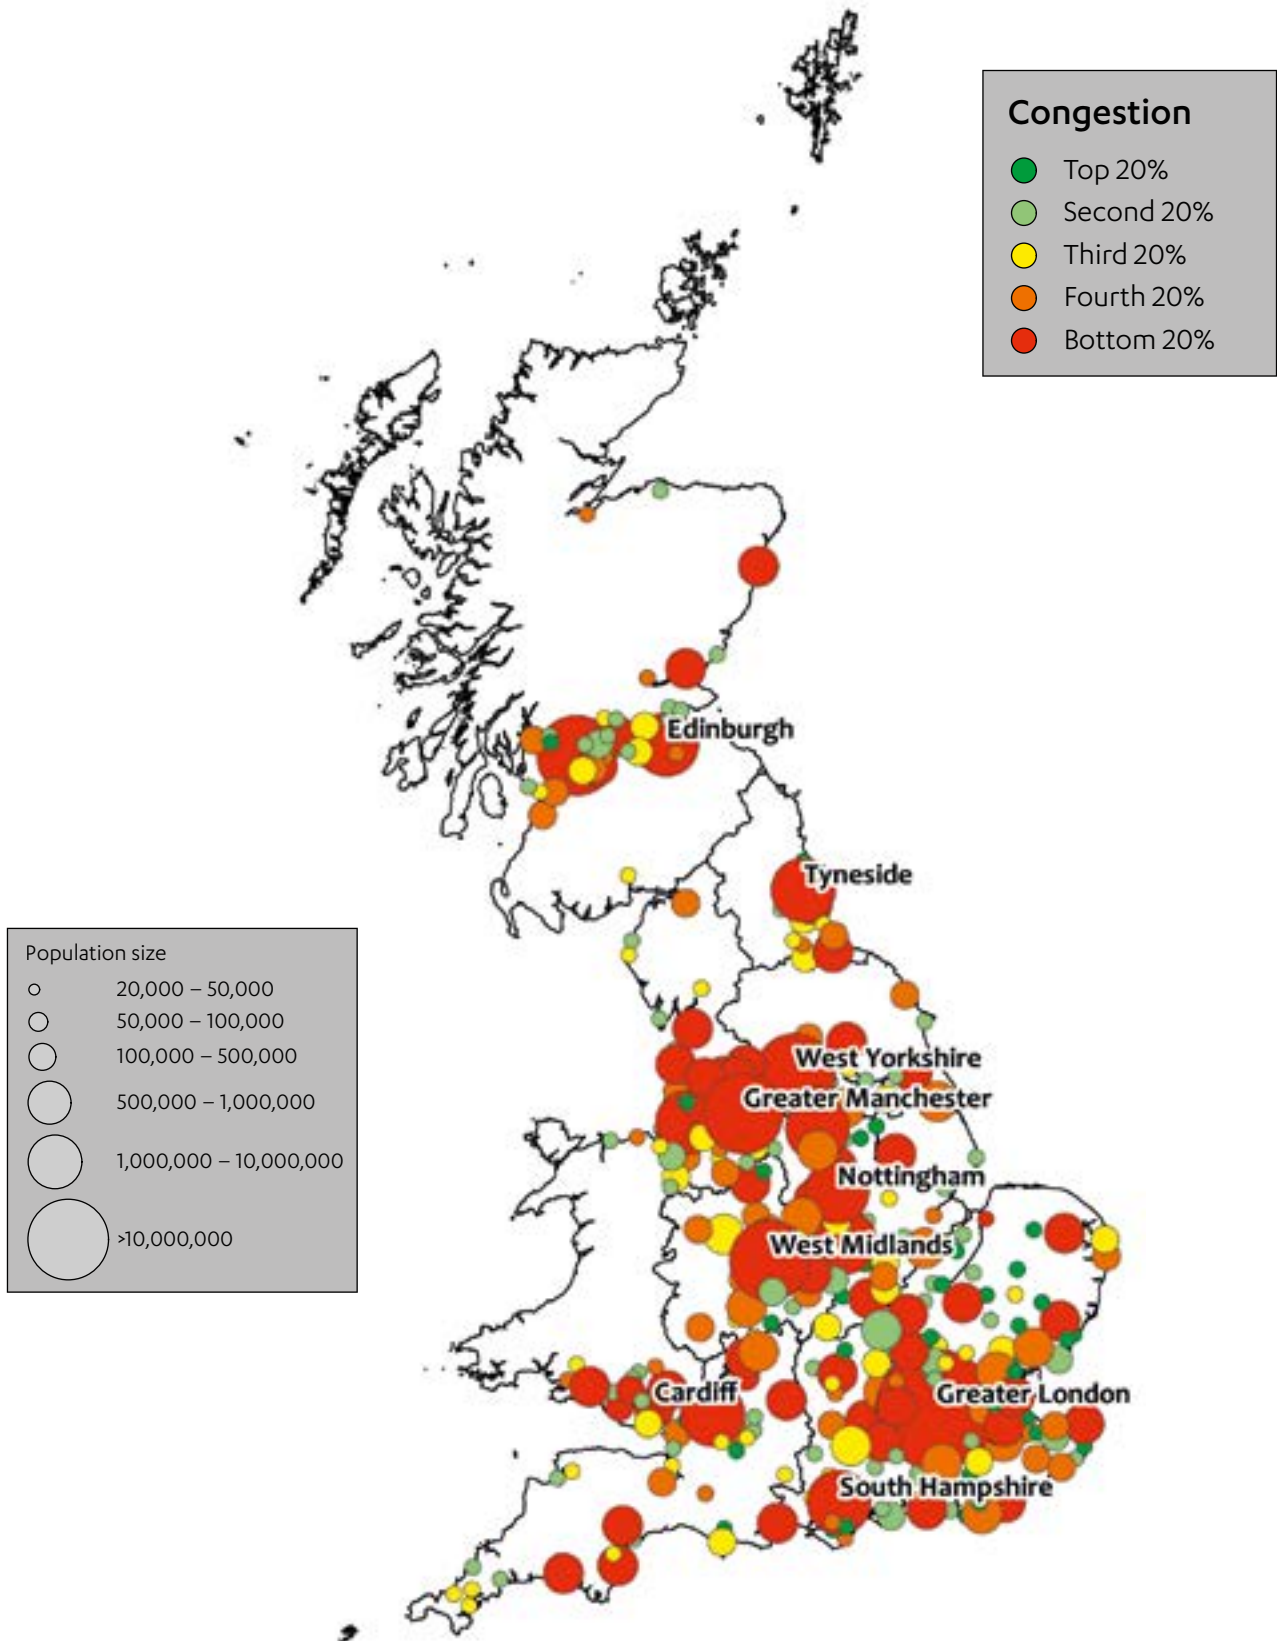 Congestion
Top 20%
Second 20%
Third 20%
Fourth 20%
Bottom 20%
Edinburgh
Tyneside
Population size
20,000 – 50,000
50,000 – 100,000
100,000 – 500,000
500,000 – 1,000,000
1,000,000 – 10,000,000
>10,000,000
West Yorkshire
Greater Manchester
Nottingham
West Midlands
Cardiff
Greater London
South Hampshire